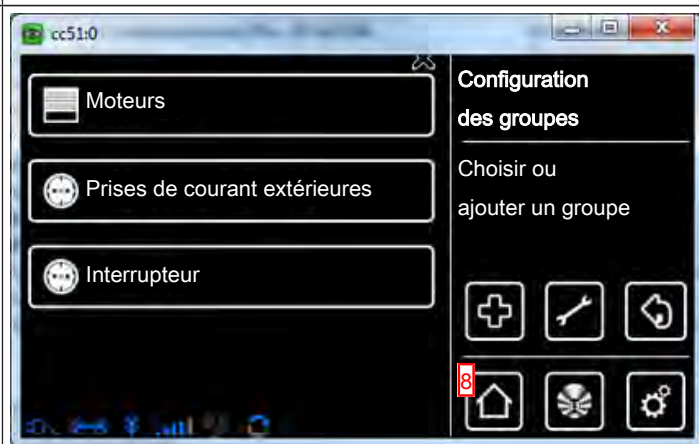 cc51:0
Moteurs
Prises de courant extérieures
Interrupteur
Configuration
des groupes
Choisir ou
ajouter un groupe
8